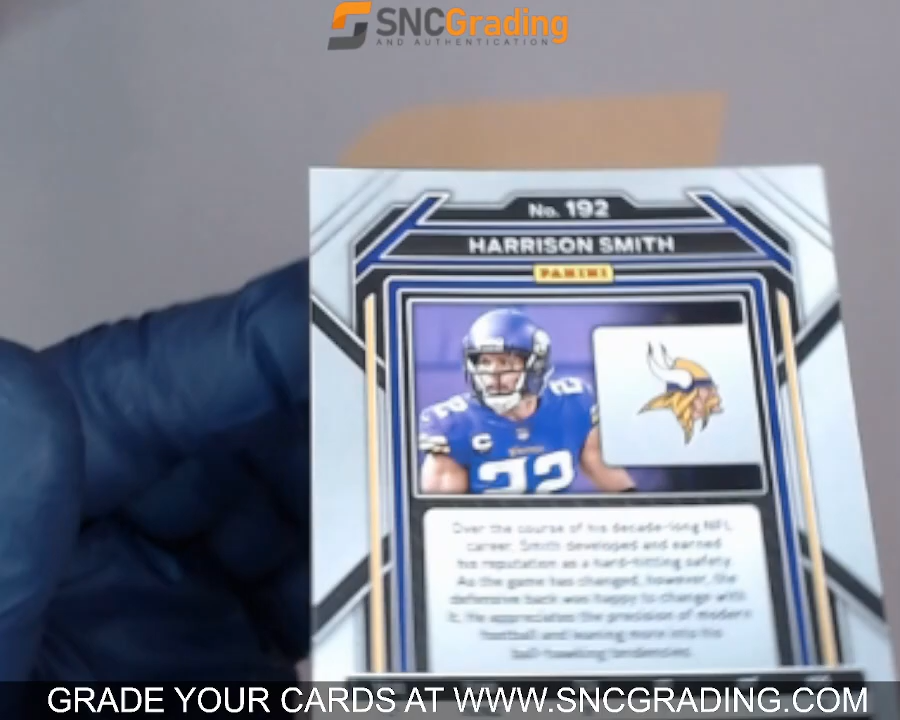 SNCGrading
AND AUTHENTICATION
No. 192
HARRISON SMITH
PANINI
22
C
22
Over the course of his decade-long NFL
career, Smith developed and earned
his reputation as a hard-hitting safety.
As the game has changed, however, the
defensive back was happy to change with
it. He appreciates the precision of modern
football and leaning more into his
ball-hawking tendencies.
GRADE YOUR CARDS AT WWW.SNCGRADING.COM